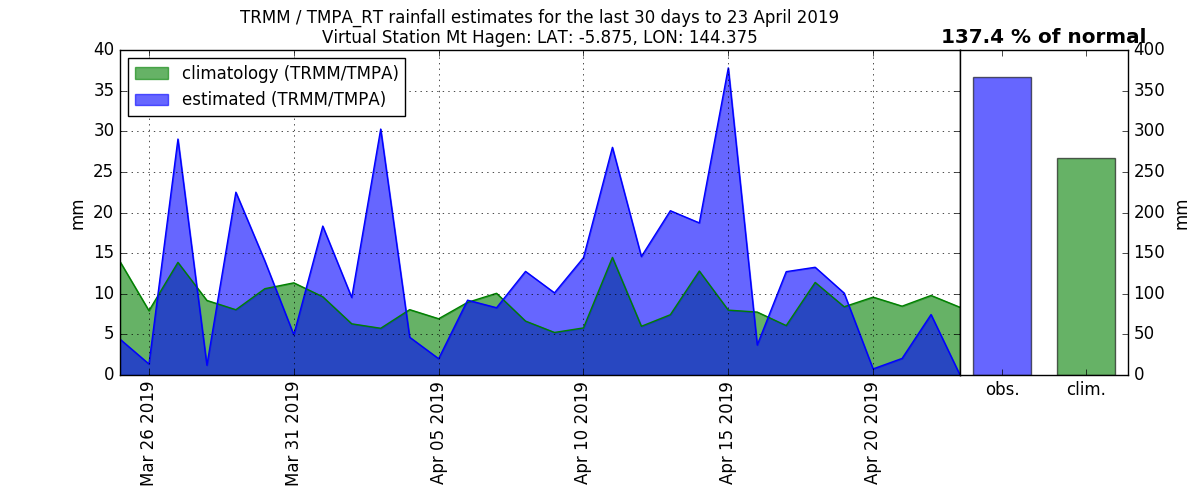 TRMM / TMPA_RT rainfall estimates for the last 30 days to 23 April 2019
Virtual Station Mt Hagen: LAT: -5.875, LON: 144.375
137.4 % of normal
climatology (TRMM/TMPA)
estimated (TRMM/TMPA)
40
35
30
25
20
15
10
5
0
mm
Mar 26 2019
Mar 31 2019
Apr 05 2019
Apr 10 2019
Apr 15 2019
Apr 20 2019
400
350
300
250
200
150
100
50
0
mm
obs.
clim.